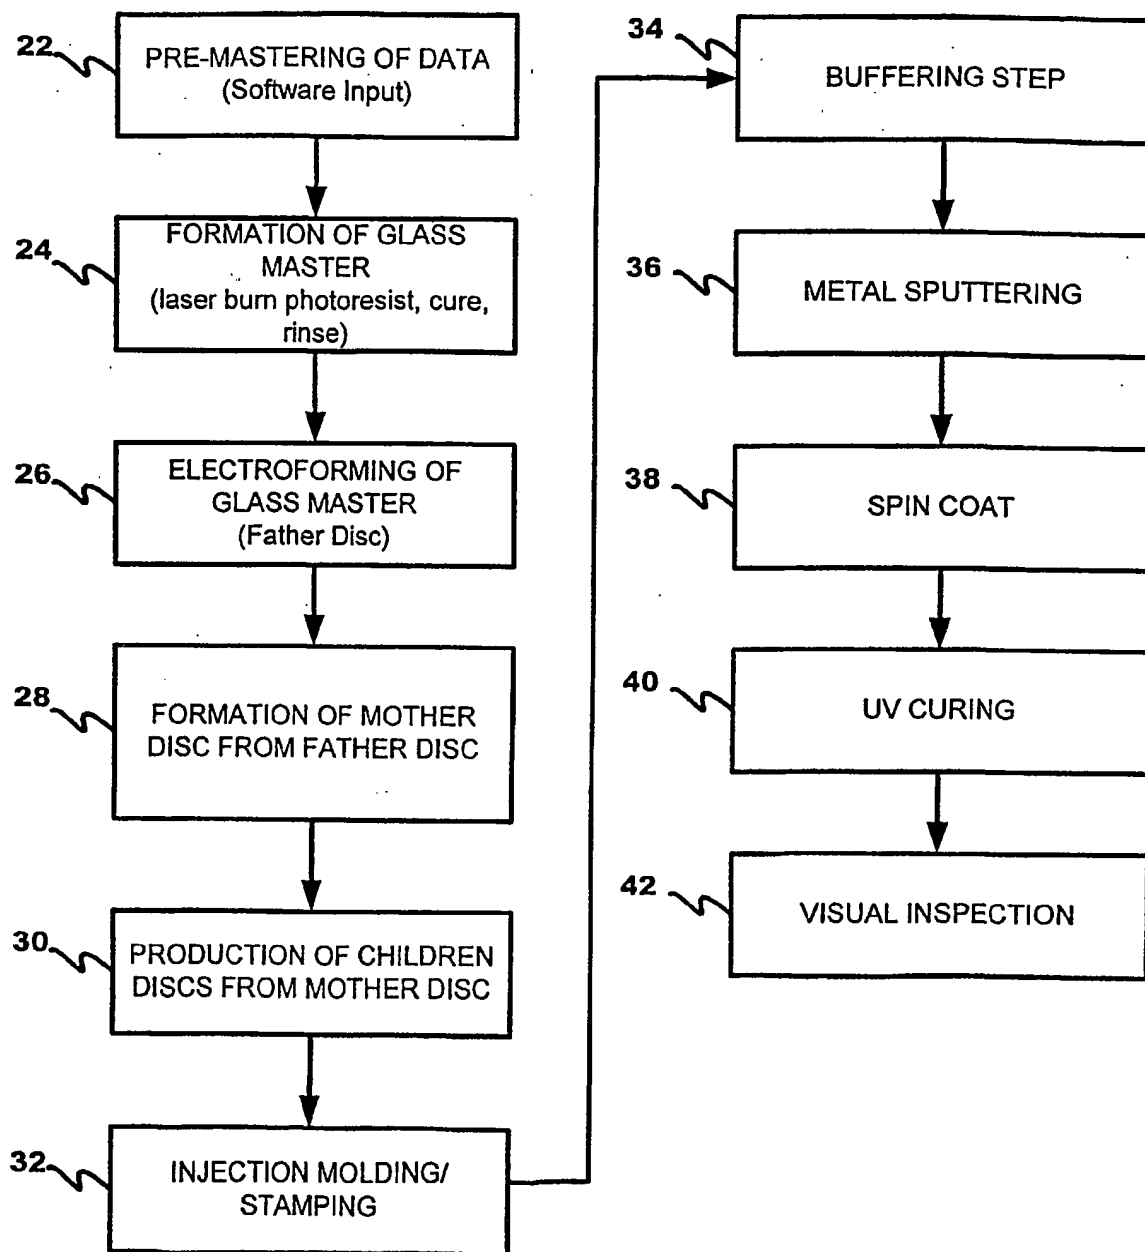 22
PRE-MASTERING OF DATA
(Software Input)
24
FORMATION OF GLASS
MASTER
(laser burn photoresist, cure,
rinse)
26
ELECTROFORMING OF
GLASS MASTER
(Father Disc)
28
FORMATION OF MOTHER
DISC FROM FATHER DISC
30
PRODUCTION OF CHILDREN
DISCS FROM MOTHER DISC
32
INJECTION MOLDING/
STAMPING
34
BUFFERING STEP
36
METAL SPUTTERING
38
SPIN COAT
40
UV CURING
42
VISUAL INSPECTION